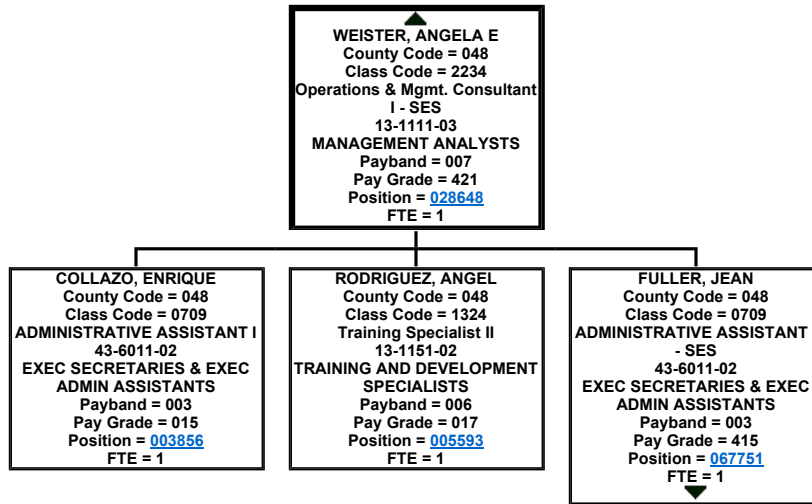 WEISTER, ANGELA E
County Code = 048
Class Code = 2234
Operations & Mgmt. Consultant
I - SES
13-1111-03
MANAGEMENT ANALYSTS
Payband = 007
Pay Grade = 421
Position = 028648
FTE = 1
COLLAZO, ENRIQUE
County Code = 048
Class Code = 0709
ADMINISTRATIVE ASSISTANT I
43-6011-02
EXEC SECRETARIES & EXEC
ADMIN ASSISTANTS
Payband = 003
Pay Grade = 015
Position = 003856
FTE = 1
RODRIGUEZ, ANGEL
County Code = 048
Class Code = 1324
Training Specialist II
13-1151-02
TRAINING AND DEVELOPMENT
SPECIALISTS
Payband = 006
Pay Grade = 017
Position = 005593
FTE = 1
FULLER, JEAN
County Code = 048
Class Code = 0709
ADMINISTRATIVE ASSISTANT
- SES
43-6011-02
EXEC SECRETARIES & EXEC
ADMIN ASSISTANTS
Payband = 003
Pay Grade = 415
Position = 067751
FTE = 1